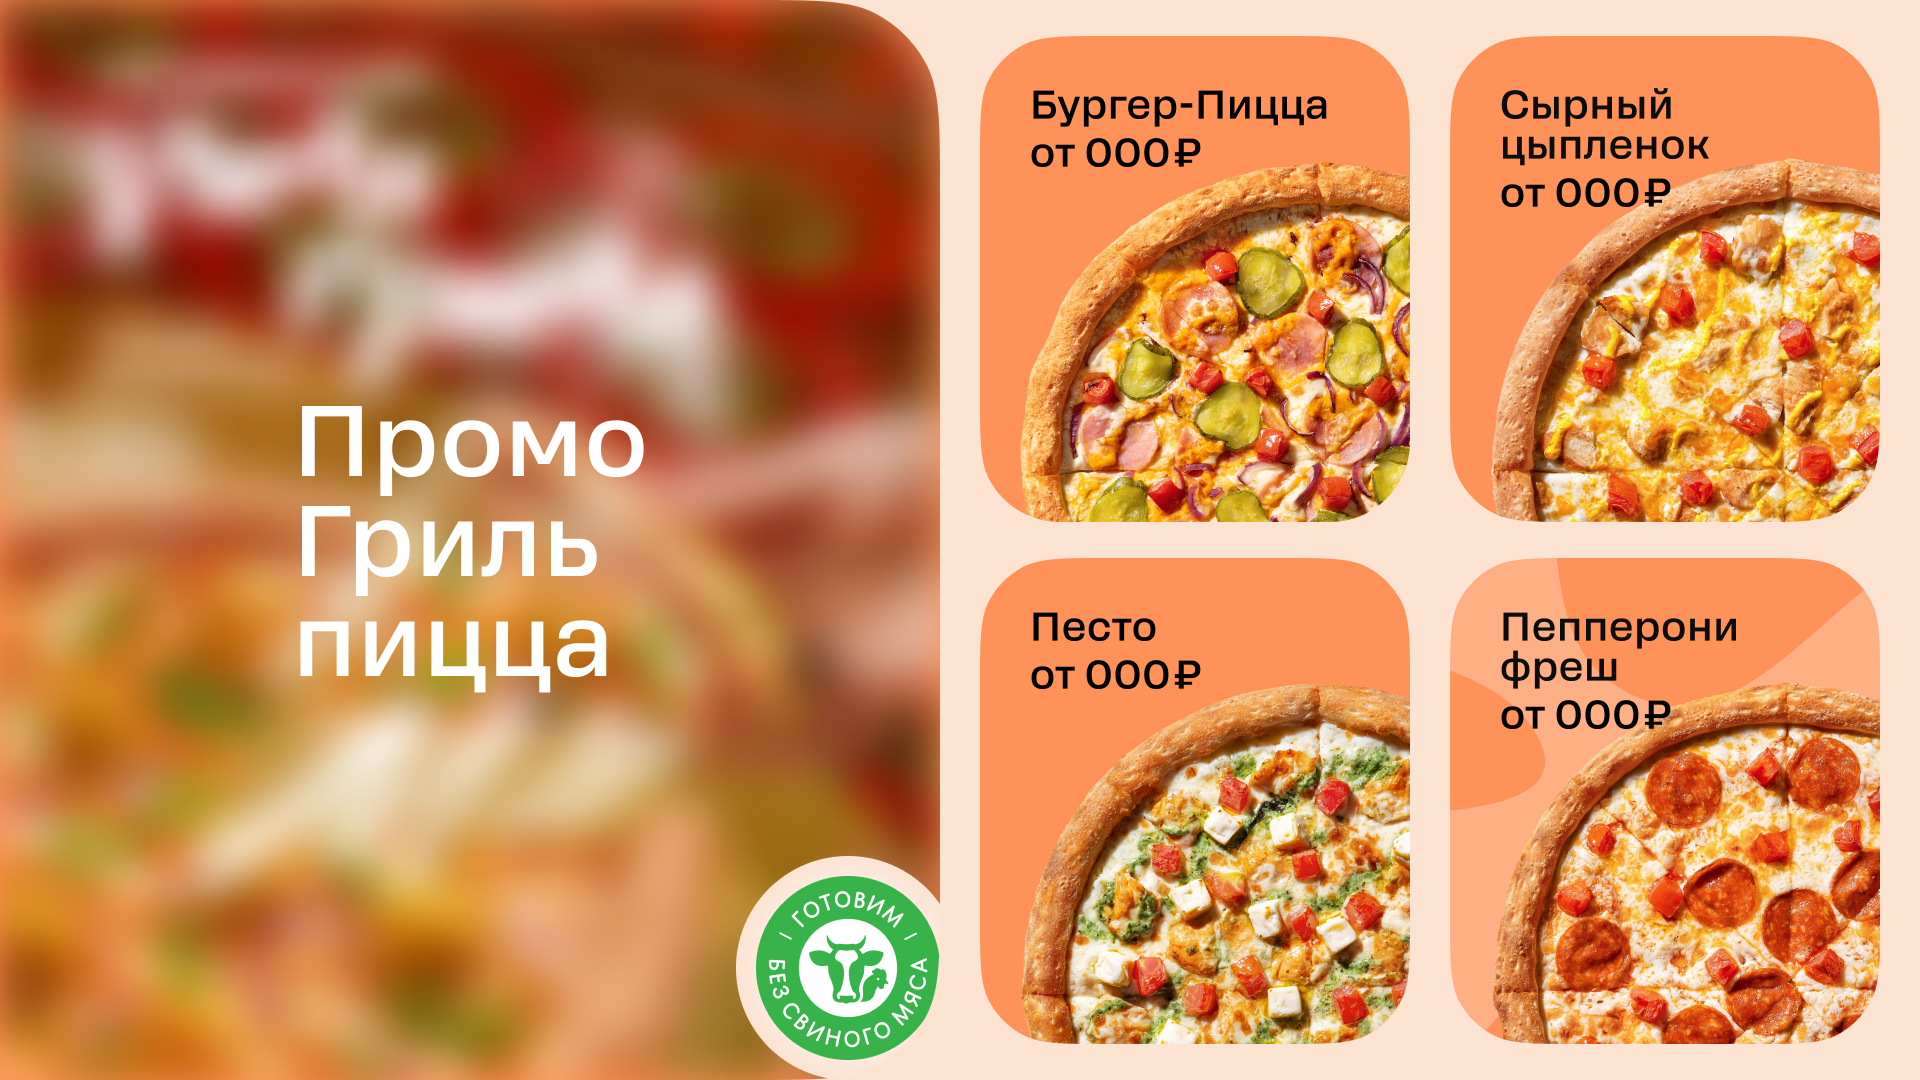 Промо
Гриль
пицца
ГОТОВИМ
БЕЗ СВИНОГО МЯСА
Бургер-Пицца
от 000₽
Сырный
цыпленок
от 000₽
Песто
от 000₽
Пепперони
фреш
от 000₽